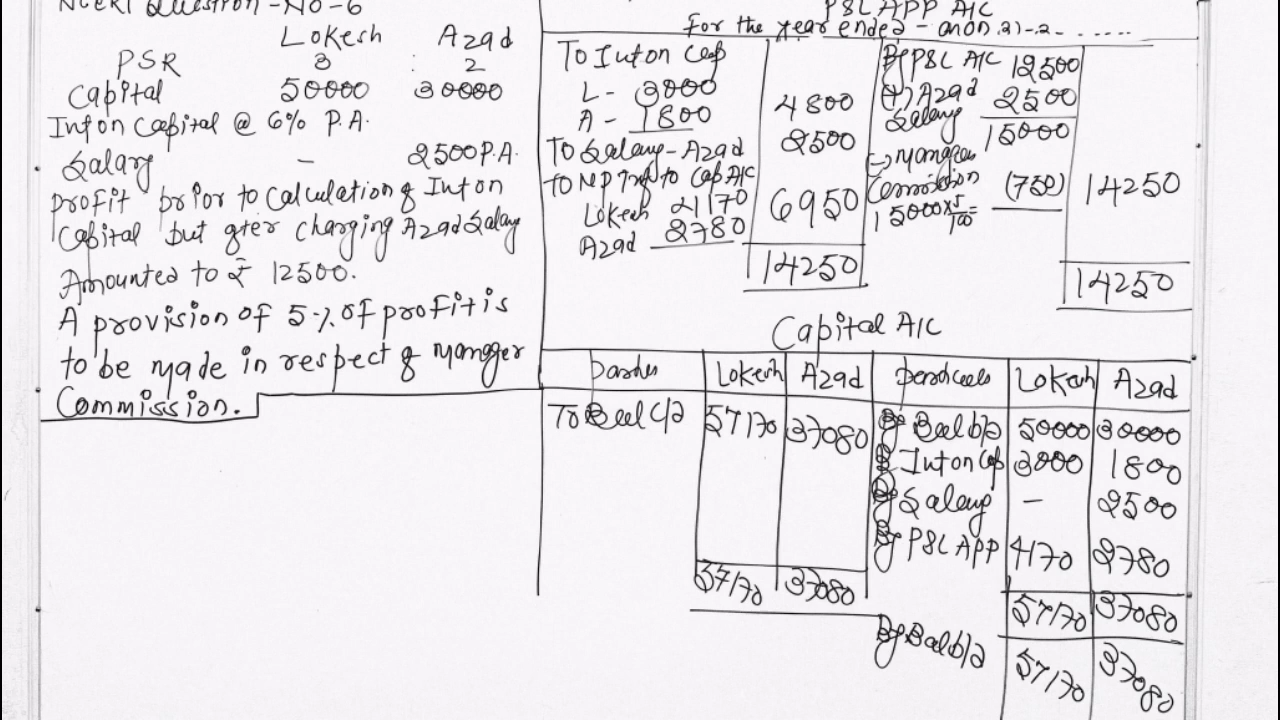 NCERT Question-No-6
Lokesh Azad
PSR 3 : 2
Capital 50000 30000
Int on Capital @ 6% P.A.
Salary - 2500 P.A.
Profit prior to calculation of Int on
Capital but after charging Azad Salary
Amounted to ₹ 12500.
A provision of 5% of profit is
to be made in respect of Manager
Commission.
P&L APP A/C
For the year ended - on
To Int on Cap
L - 3000
A - 1800 4800
To Salary - Azad 2500
To NP Trf to Cap A/C
Lokesh 4170
Azad 2780 6950
14250
By P&L A/C 12500
(+) Azad
Salary 2500
15000
(-) Manager
Commission (750) 14250
15000x5/100=
14250
Capital A/C
Lokesh Azad Lokesh Azad
To Bal c/d 57170 37080 By Bal b/d 50000 30000
By Int on Cap 3000 1800
By Salary - 2500
By P&L APP 4170 2780
57170 37080 57170 37080
By Bal b/d 57170 37080